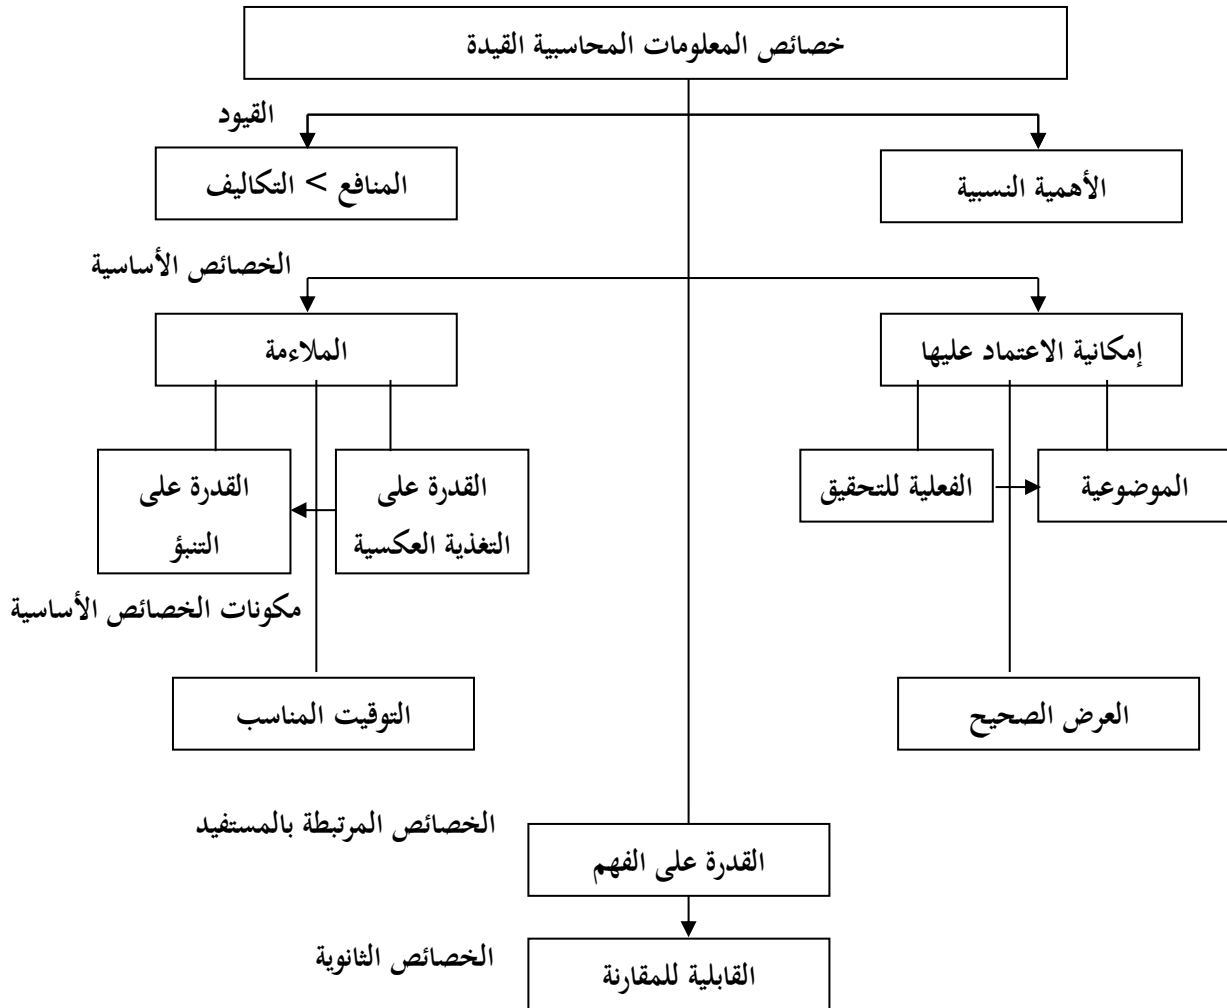 خصائص المعلومات المحاسبية القيدة
القيود
الأهمية النسبية
المنافع > التكاليف
الخصائص الأساسية
إمكانية الاعتماد عليها
الملاءمة
الموضوعية
الفعلية للتحقيق
القدرة على
التغذية العكسية
القدرة على
التنبؤ
مكونات الخصائص الأساسية
العرض الصحيح
التوقيت المناسب
الخصائص المرتبطة بالمستفيد
القدرة على الفهم
الخصائص الثانوية
القابلية للمقارنة